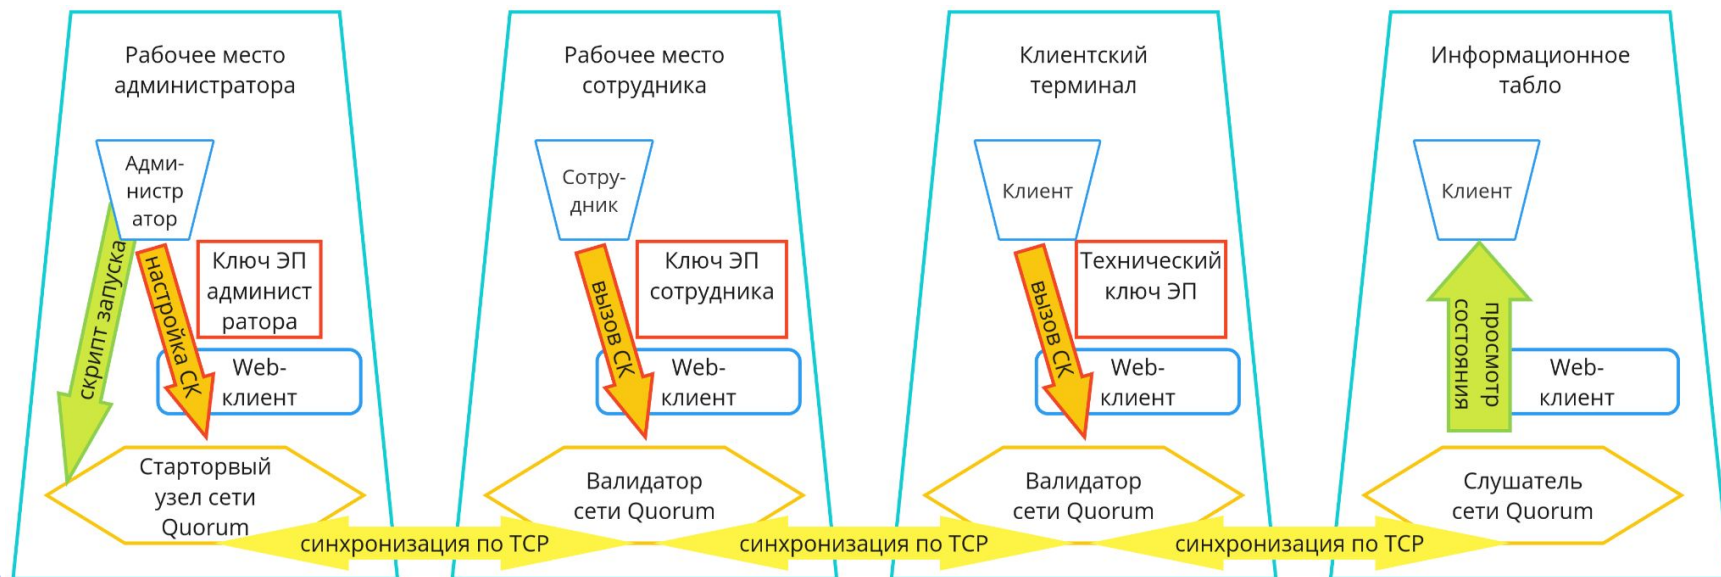 Рабочее место
администратора
Адми-
нистр
атор
скрипт запуска
настройка СК
Ключ ЭП
админист
ратора
Web-
клиент
Старторвый
узел сети
Quorum
Рабочее место
сотрудника
Сотру-
дник
вызов СК
Ключ ЭП
сотрудника
Web-
клиент
Валидатор
сети Quorum
Клиентский
терминал
Клиент
вызов СК
Технический
ключ ЭП
Web-
клиент
Валидатор
сети Quorum
Информационное
табло
Клиент
просмотр
состояния
Web-
клиент
Слушатель
сети Quorum
синхронизация по TCP
синхронизация по TCP
синхронизация по TCP